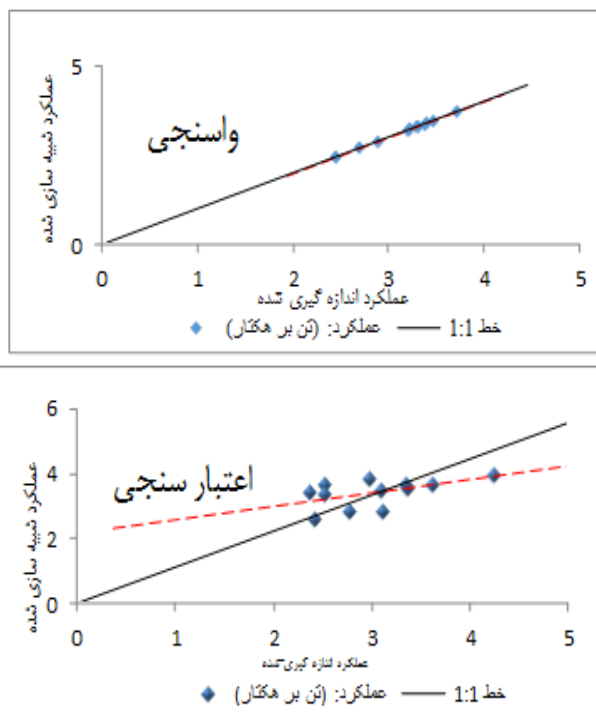 5
واسنجی
عملکرد شبیه سازی شده
0
0 1 2 3 4 5
عملکرد اندازه گیری شده
عملکرد: (تن بر هکتار) خط 1:1
6
اعتبار سنجی
4
عملکرد شبیه سازی شده
2
0
0 1 2 3 4 5
عملکرد اندازه گیری‌شده
عملکرد: (تن بر هکتار) خط 1:1